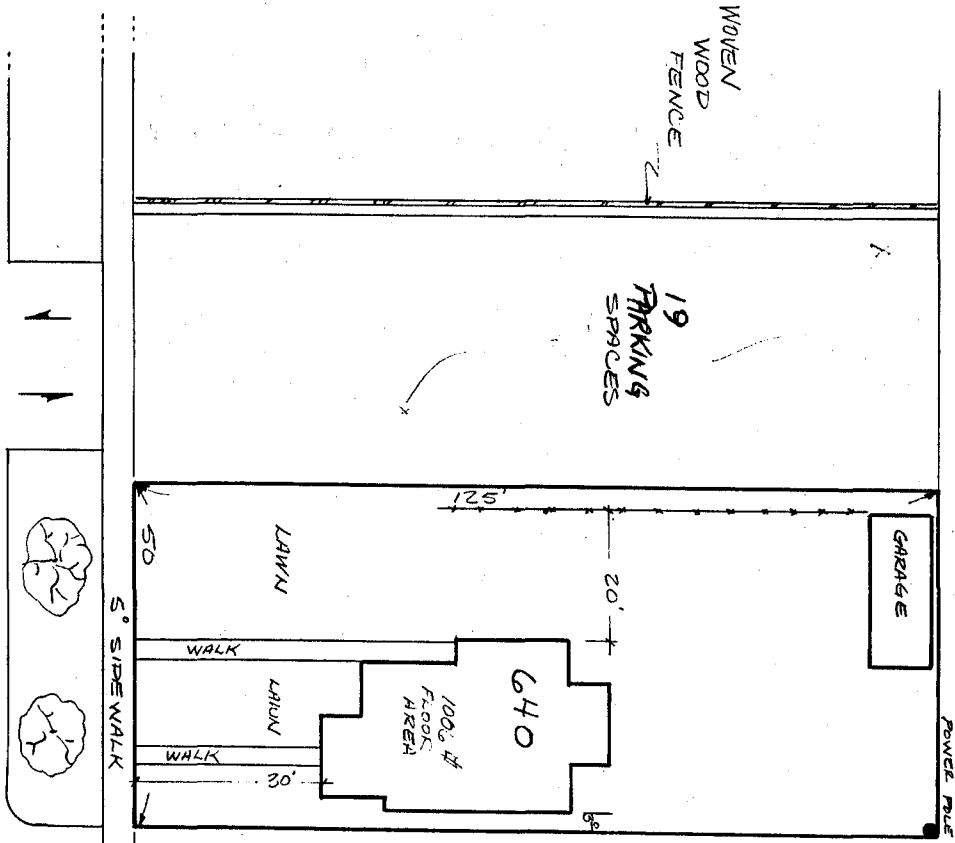 WOVEN
WOOD
FENCE
19
PARKING
SPACES
125'
GARAGE
50
LAWN
20'
WALK
640
1006 #
FLOOR
AREA
LAWN
WALK
30'
5° SIDEWALK
POWER POLE